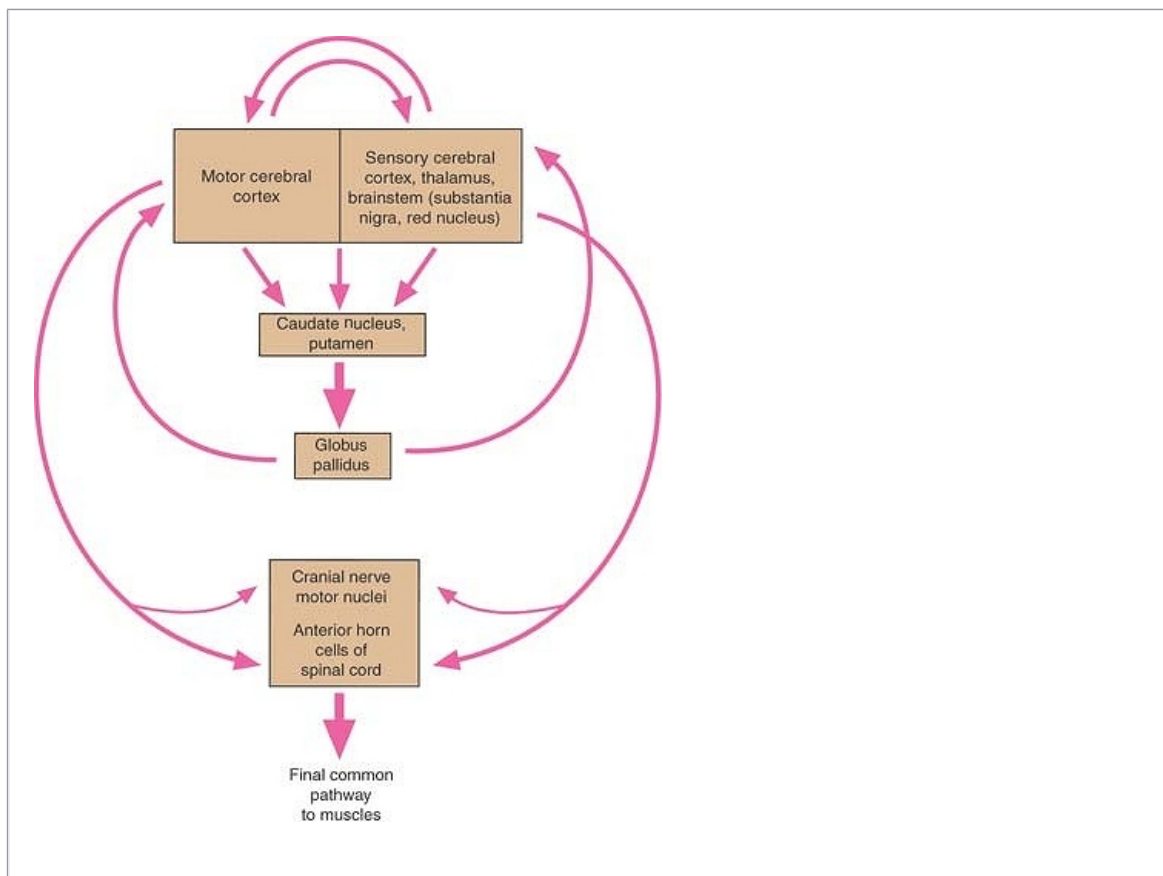 Motor cerebral
cortex
Sensory cerebral
cortex, thalamus,
brainstem (substantia
nigra, red nucleus)
Caudate nucleus,
putamen
Globus
pallidus
Cranial nerve
motor nuclei
Anterior horn
cells of
spinal cord
Final common
pathway
to muscles